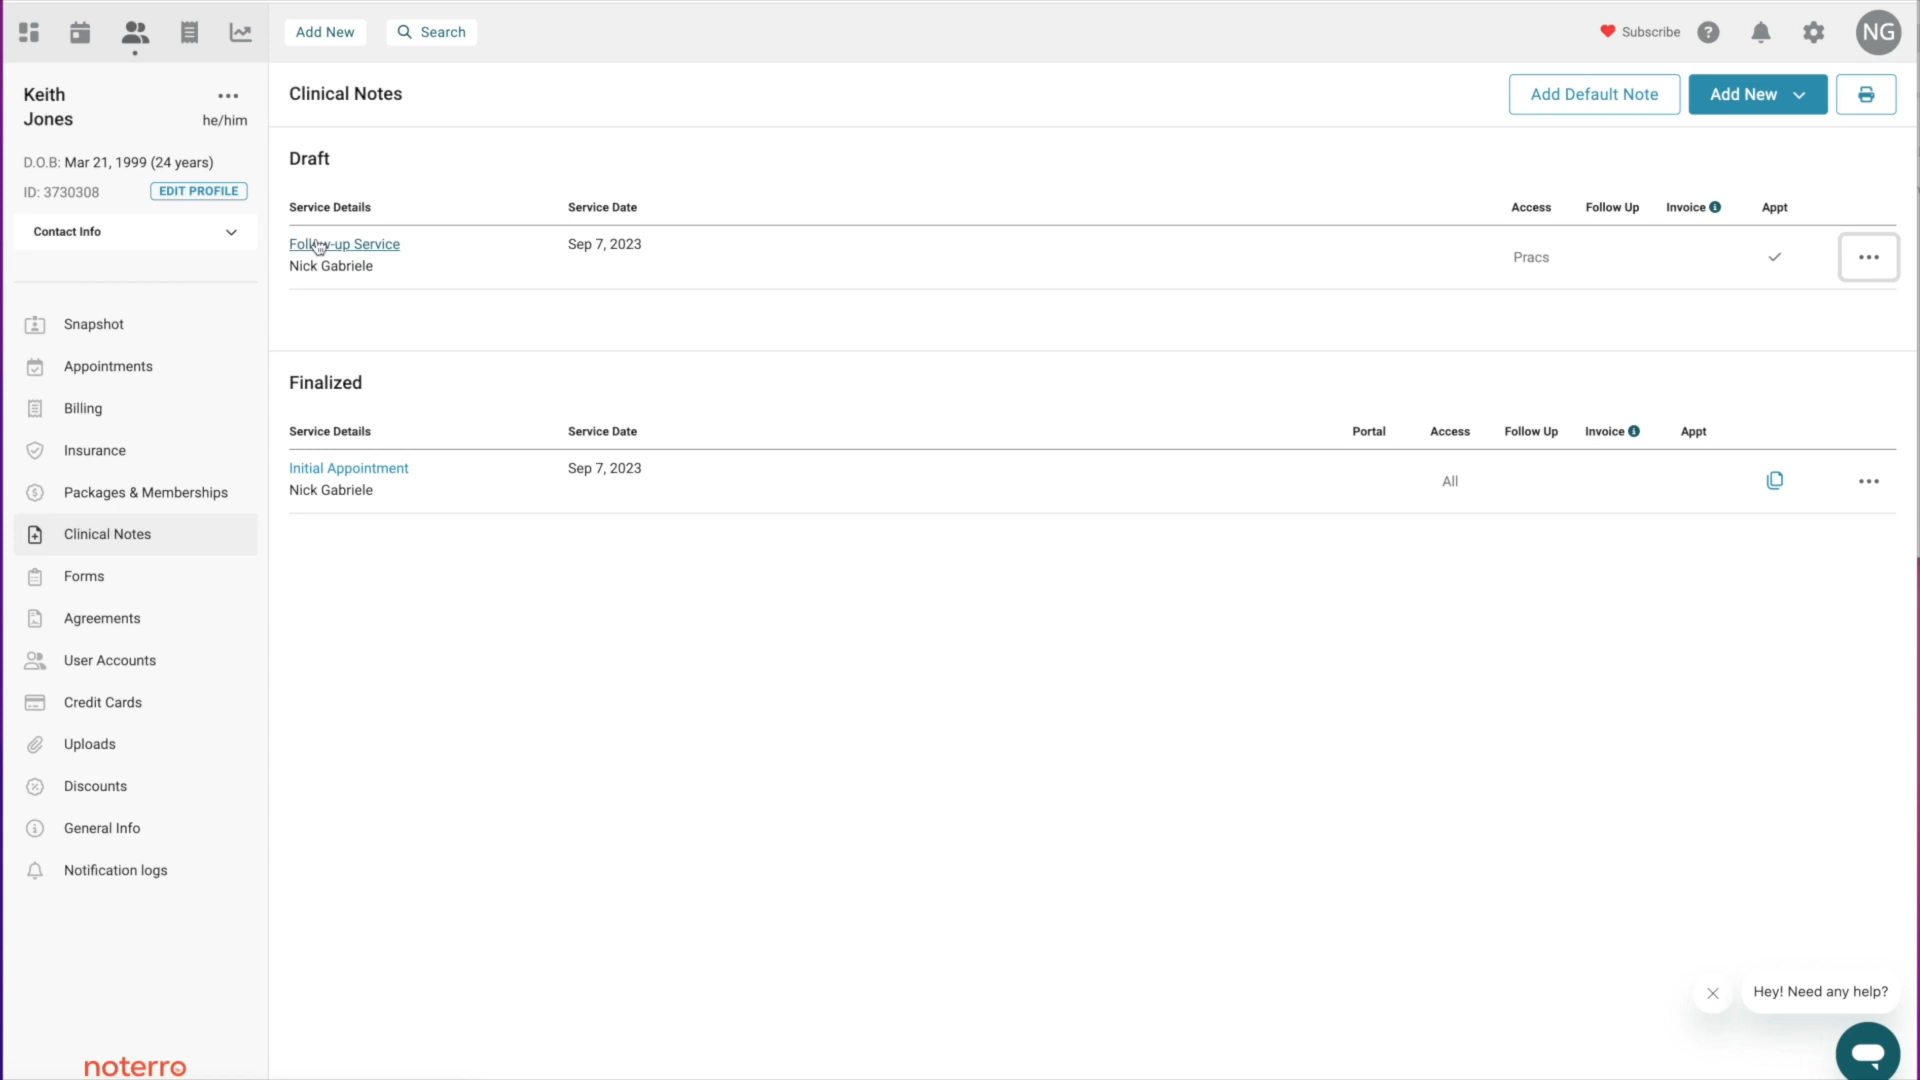 Add New
Search
Subscribe
?
NG
Keith
Jones
he/him
D.O.B: Mar 21, 1999 (24 years)
ID: 3730308
EDIT PROFILE
Contact Info
Snapshot
Appointments
Billing
Insurance
Packages & Memberships
Clinical Notes
Forms
Agreements
User Accounts
Credit Cards
Uploads
Discounts
General Info
Notification logs
noterro
Clinical Notes
Add Default Note
Add New
Draft
Service Details Service Date Access Follow Up Invoice Appt
Follow-up Service Sep 7, 2023
Nick Gabriele
Pracs
Finalized
Service Details Service Date Portal Access Follow Up Invoice Appt
Initial Appointment Sep 7, 2023
Nick Gabriele
All
Hey! Need any help?